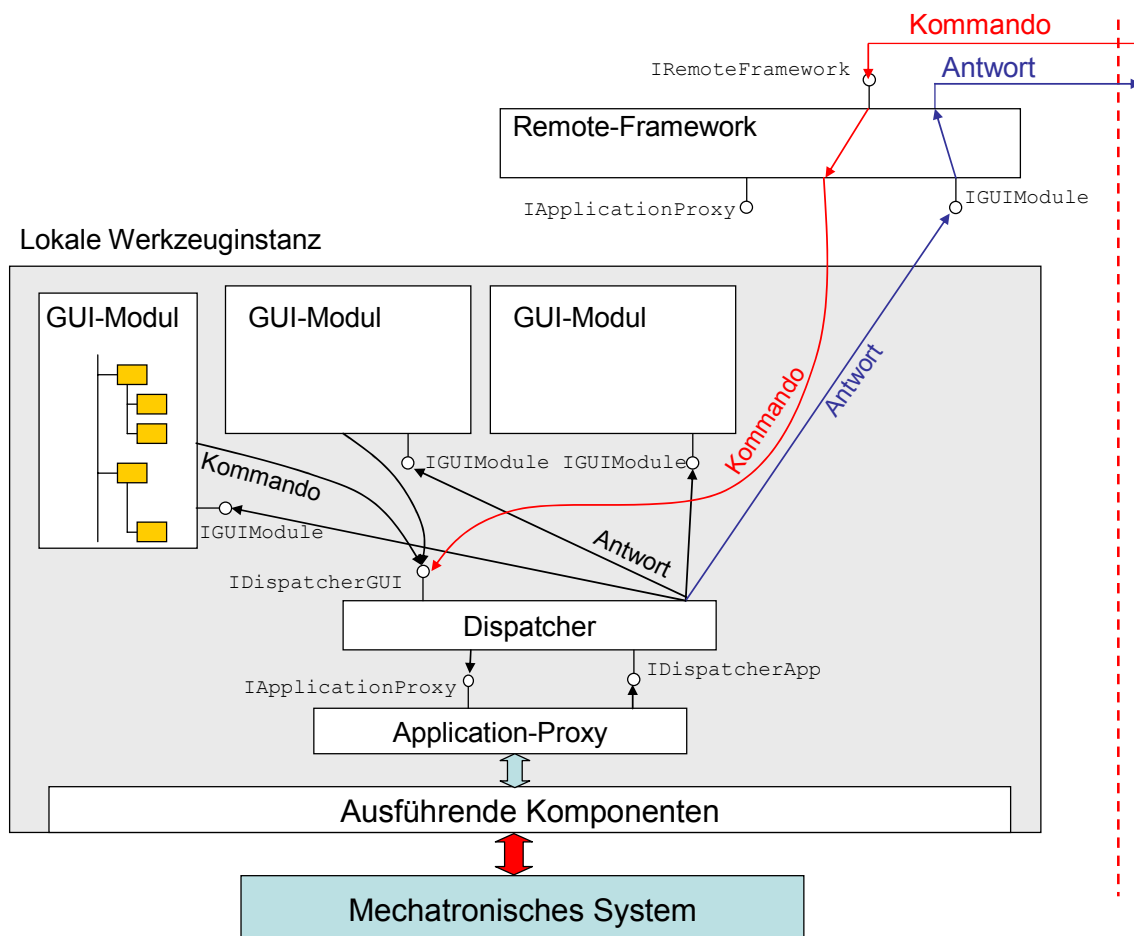 Kommando
IRemoteFramework
Antwort
Remote-Framework
IApplicationProxy
IGUIModule
Lokale Werkzeuginstanz
GUI-Modul
GUI-Modul
GUI-Modul
Kommando
Antwort
Kommando
IGUIModule
IGUIModule
IGUIModule
Antwort
IDispatcherGUI
Dispatcher
IApplicationProxy
IDispatcherApp
Application-Proxy
Ausführende Komponenten
Mechatronisches System